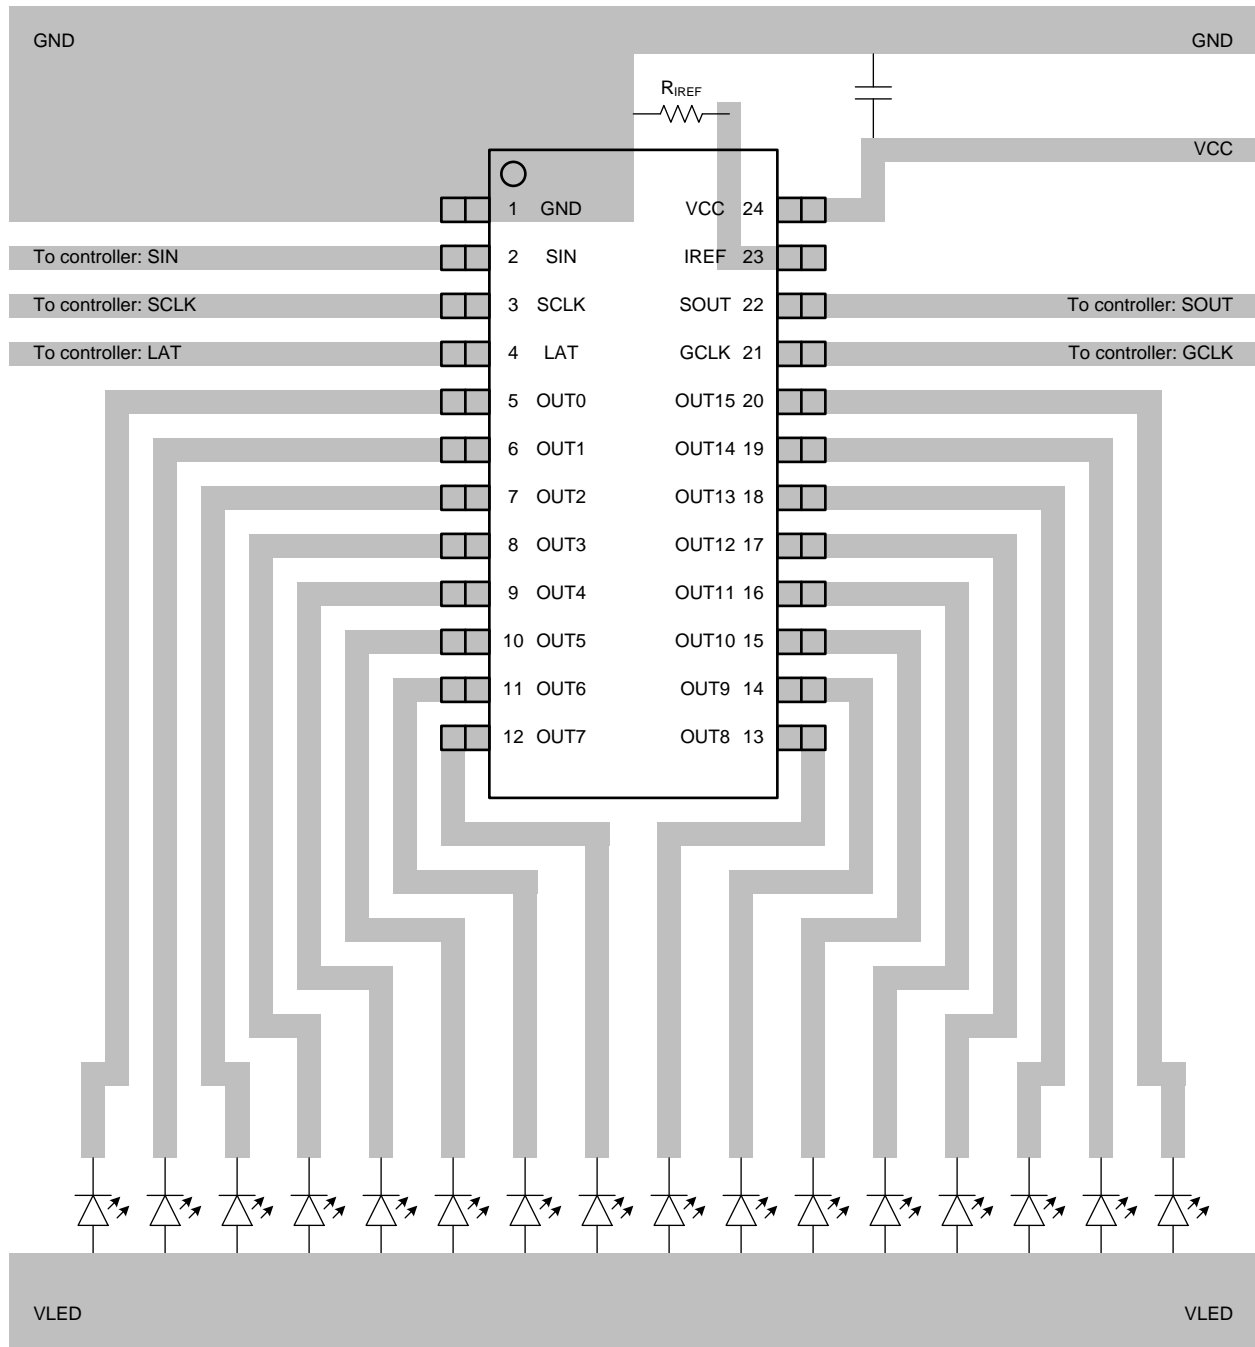 GND GND
RIREF
VCC
1 GND VCC 24
To controller: SIN 2 SIN IREF 23
To controller: SCLK 3 SCLK SOUT 22 To controller: SOUT
To controller: LAT 4 LAT GCLK 21 To controller: GCLK
5 OUT0 OUT15 20
6 OUT1 OUT14 19
7 OUT2 OUT13 18
8 OUT3 OUT12 17
9 OUT4 OUT11 16
10 OUT5 OUT10 15
11 OUT6 OUT9 14
12 OUT7 OUT8 13
VLED VLED